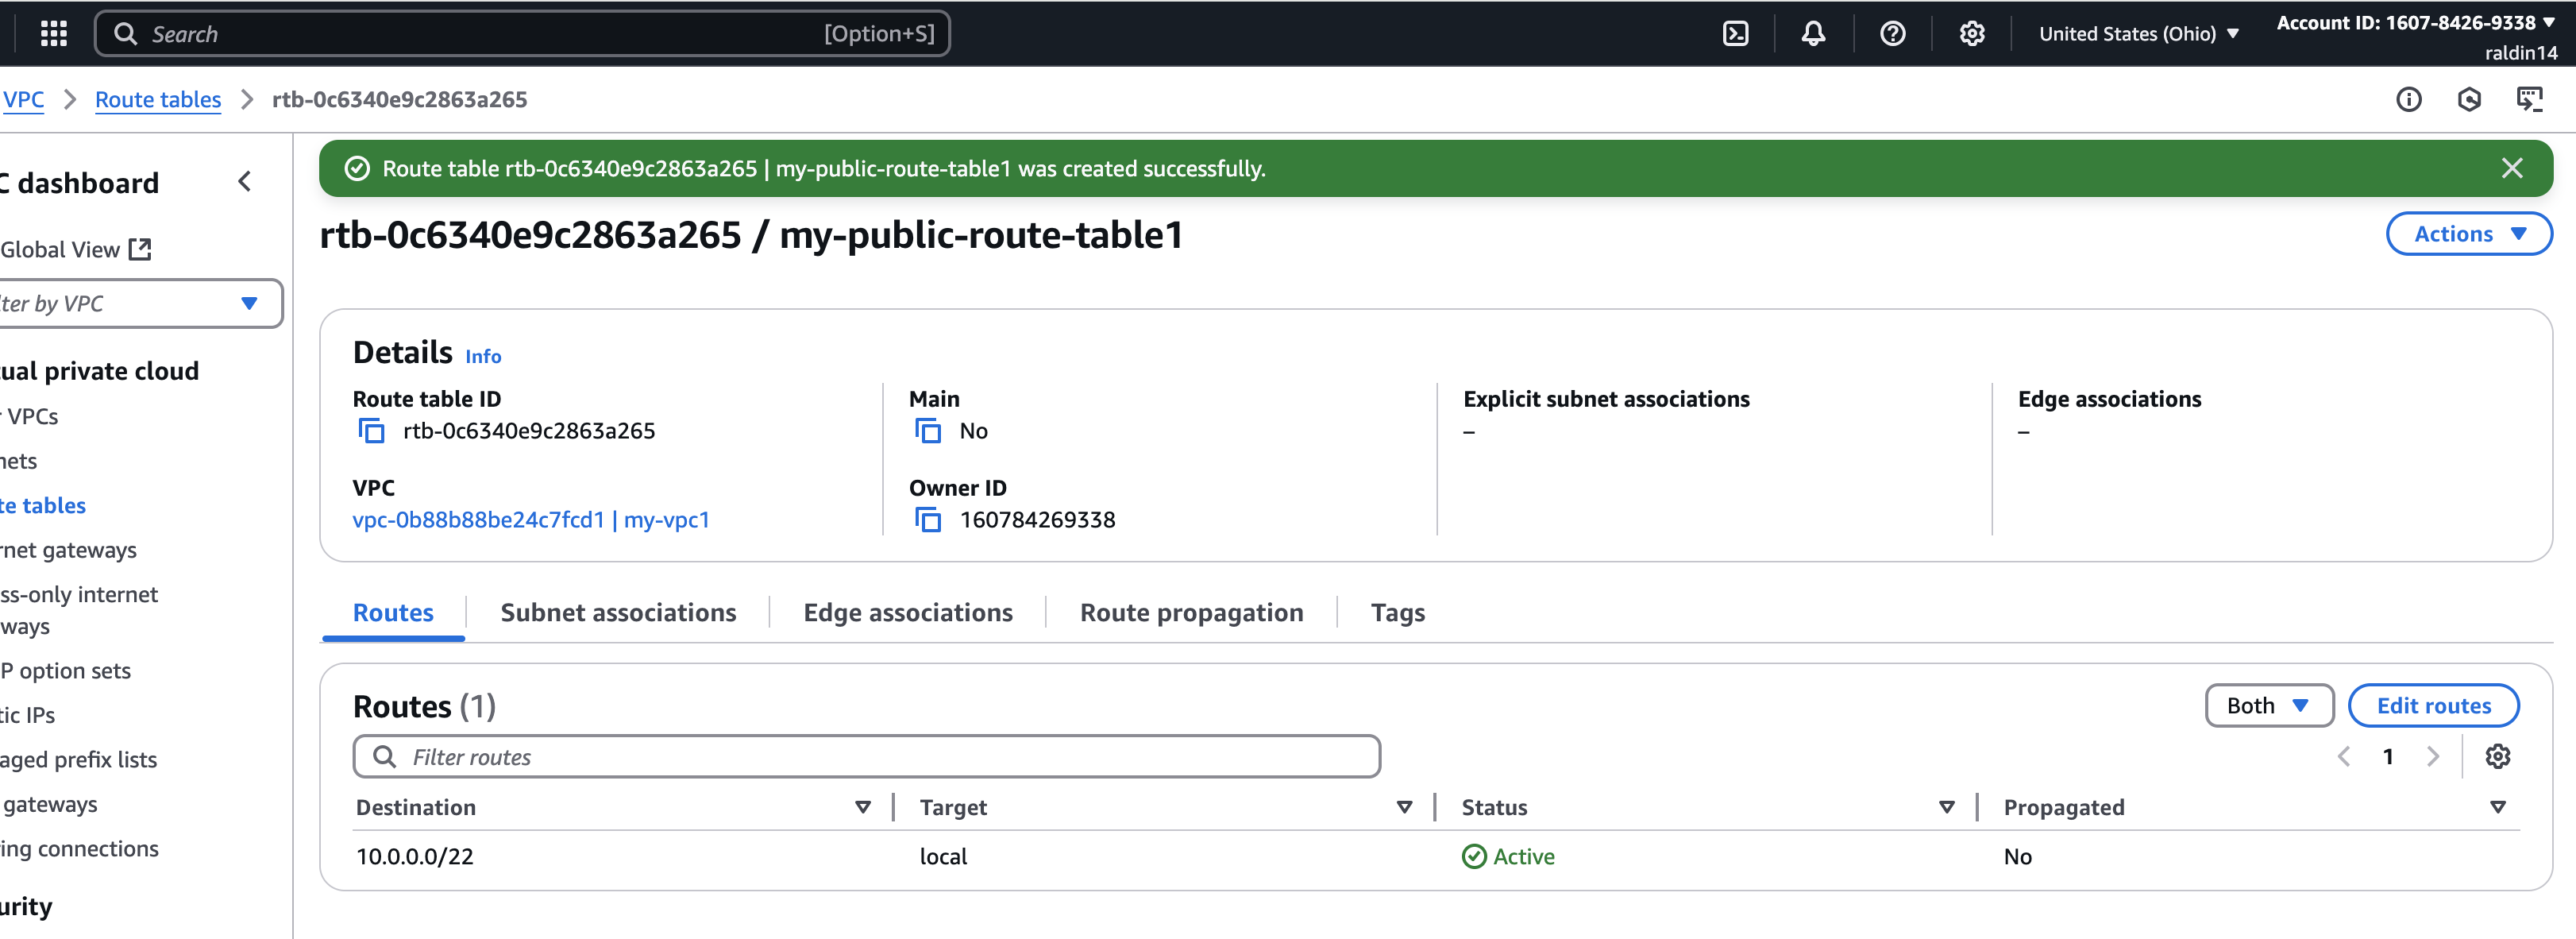 Search [Option+S]
United States (Ohio)
Account ID: 1607-8426-9338
raldin14
VPC
Route tables
rtb-0c6340e9c2863a265
C dashboard
Global View
ter by VPC
tual private cloud
VPCs
nets
te tables
rnet gateways
ss-only internet
ways
P option sets
tic IPs
aged prefix lists
gateways
ring connections
urity
Route table rtb-0c6340e9c2863a265 | my-public-route-table1 was created successfully.
rtb-0c6340e9c2863a265 / my-public-route-table1
Actions
Details Info
Route table ID
rtb-0c6340e9c2863a265
Main
No
Explicit subnet associations
–
Edge associations
–
VPC
vpc-0b88b88be24c7fcd1 | my-vpc1
Owner ID
160784269338
Routes
Subnet associations
Edge associations
Route propagation
Tags
Routes (1)
Both
Edit routes
Filter routes
1
Destination Target Status Propagated
10.0.0.0/22 local Active No